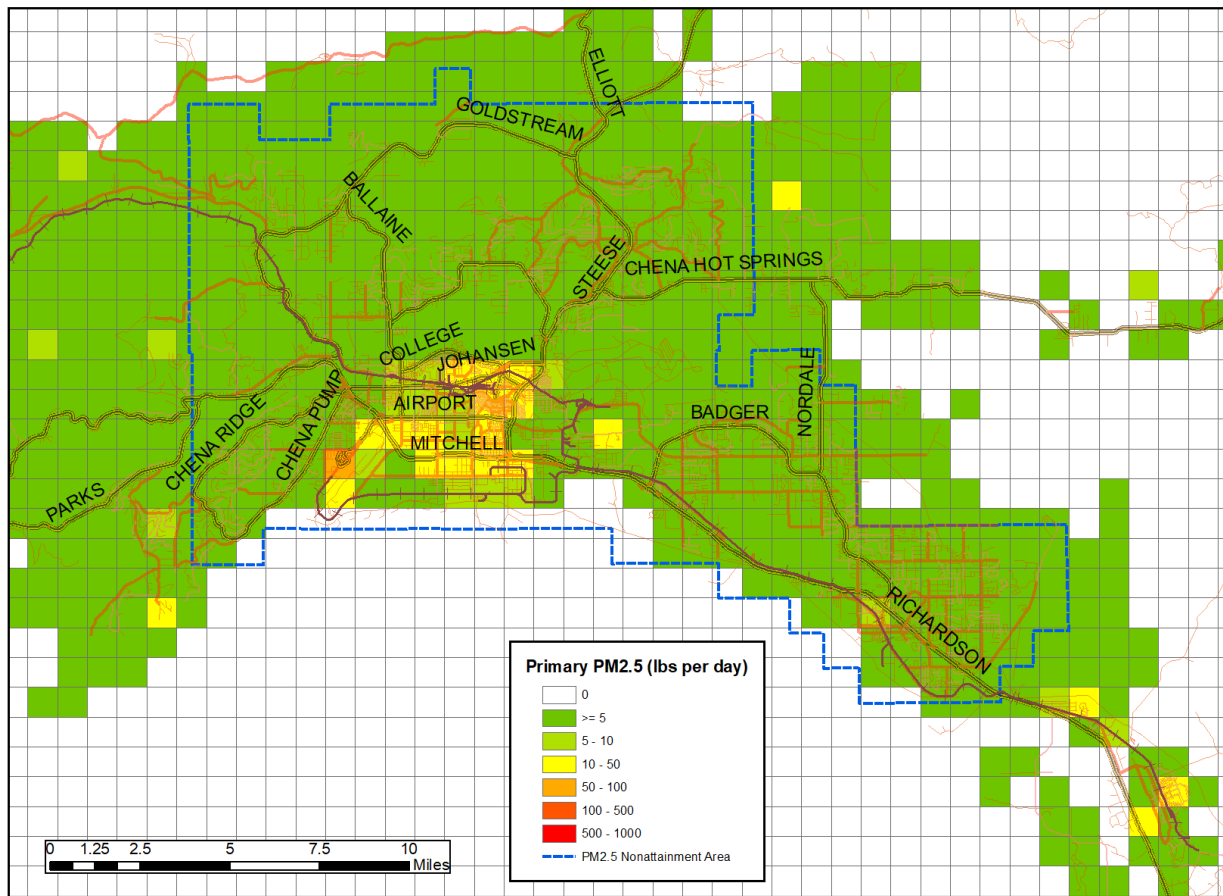 ELLIOTT
GOLDSTREAM
BALLAINE
STEESE
CHENA HOT SPRINGS
COLLEGE
JOHANSEN
NORDALE
AIRPORT
BADGER
CHENA RIDGE
CHENA PUMP
MITCHELL
PARKS
RICHARDSON
Primary PM2.5 (lbs per day)
0
>= 5
5 - 10
10 - 50
50 - 100
100 - 500
500 - 1000
PM2.5 Nonattainment Area
0 1.25 2.5 5 7.5 10
Miles